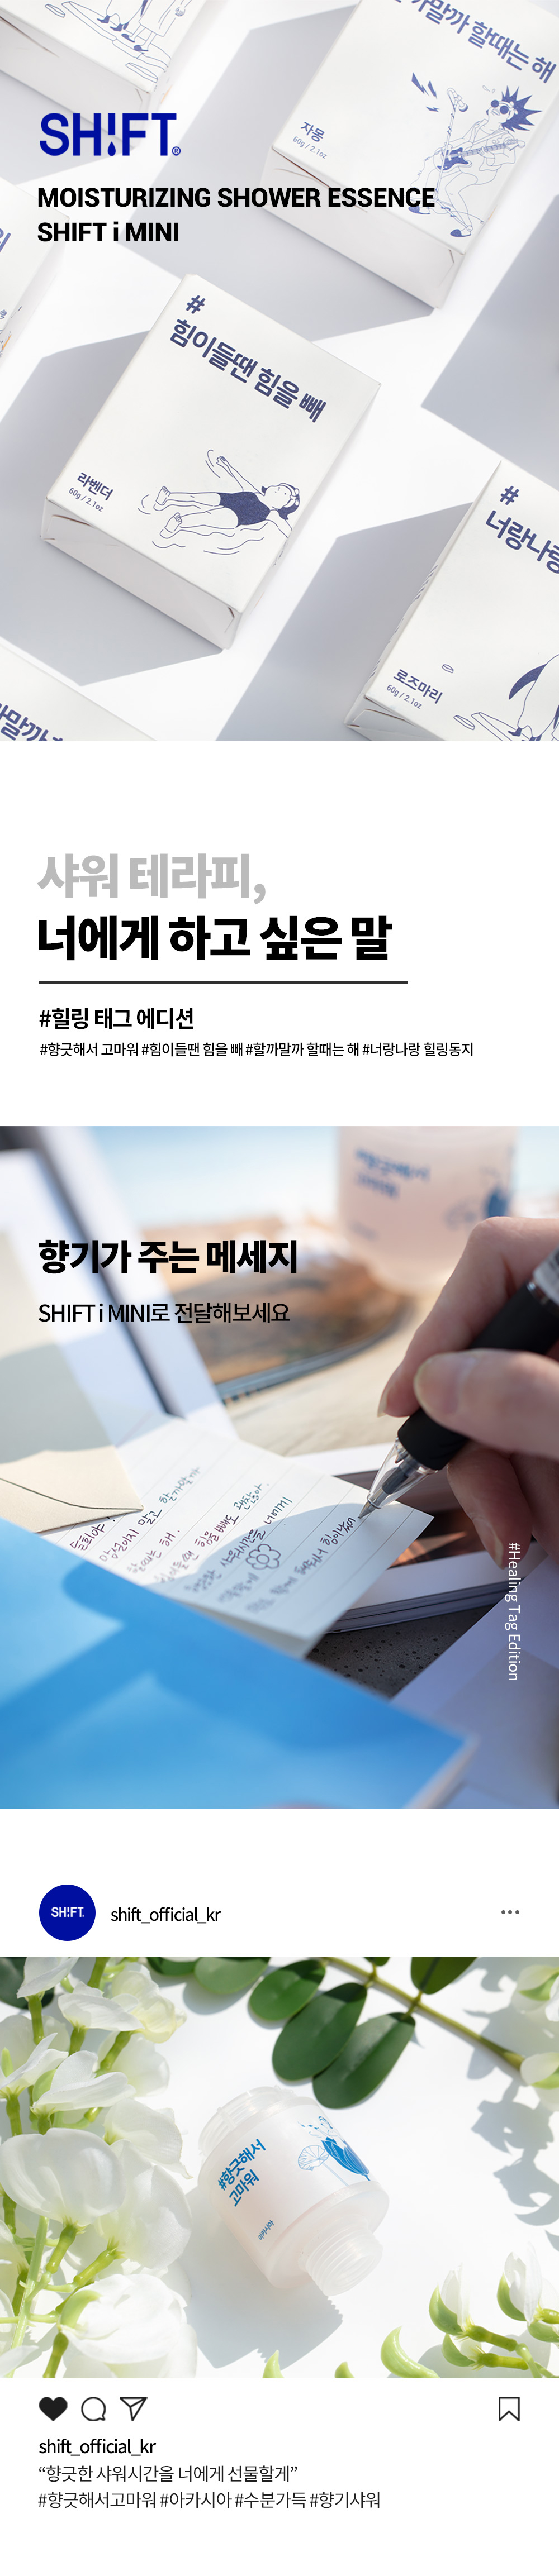 까말까 할때는 해
자몽
60g / 2.1oz
SH!FT®
MOISTURIZING SHOWER ESSENCE
SHIFT i MINI
#
힘이들땐 힘을 빼
라벤더
60g / 2.1oz
#
너랑나랑
로즈마리
60g / 2.1oz
샤워 테라피,
너에게 하고 싶은 말
#힐링 태그 에디션
#향긋해서 고마워 #힘이들땐 힘을 빼 #할까말까 할때는 해 #너랑나랑 힐링동지
향기가 주는 메세지
SHIFT i MINI로 전달해보세요
#Healing Tag Edition
SH!FT.
shift_official_kr
#향긋해서
고마워
아카시아
shift_official_kr
“향긋한 샤워시간을 너에게 선물할게”
#향긋해서고마워 #아카시아 #수분가득 #향기샤워